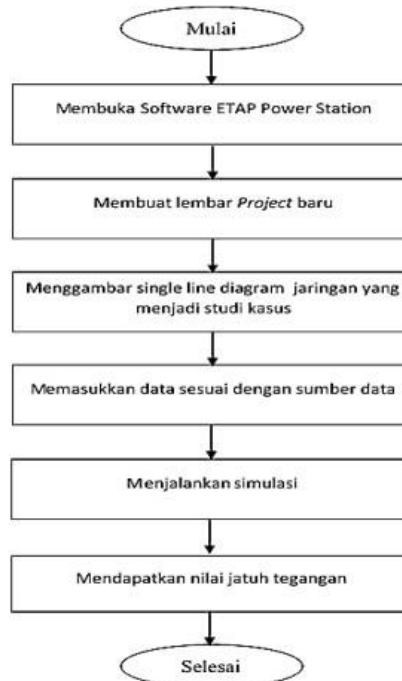 Mulai
Membuka Software ETAP Power Station
Membuat lembar Project baru
Menggambar single line diagram jaringan yang
menjadi studi kasus
Memasukkan data sesuai dengan sumber data
Menjalankan simulasi
Mendapatkan nilai jatuh tegangan
Selesai